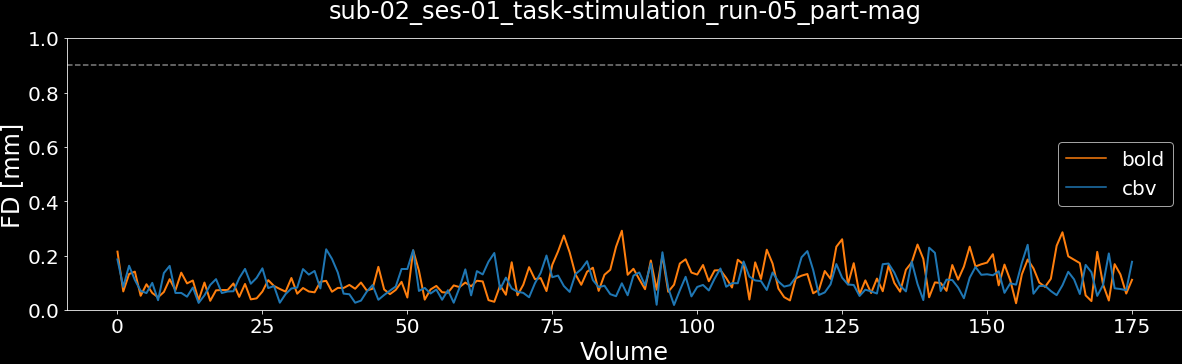 sub-02_ses-01_task-stimulation_run-05_part-mag
1.0
0.8
0.6
0.4
0.2
0.0
FD [mm]
bold
cbv
0 25 50 75 100 125 150 175
Volume